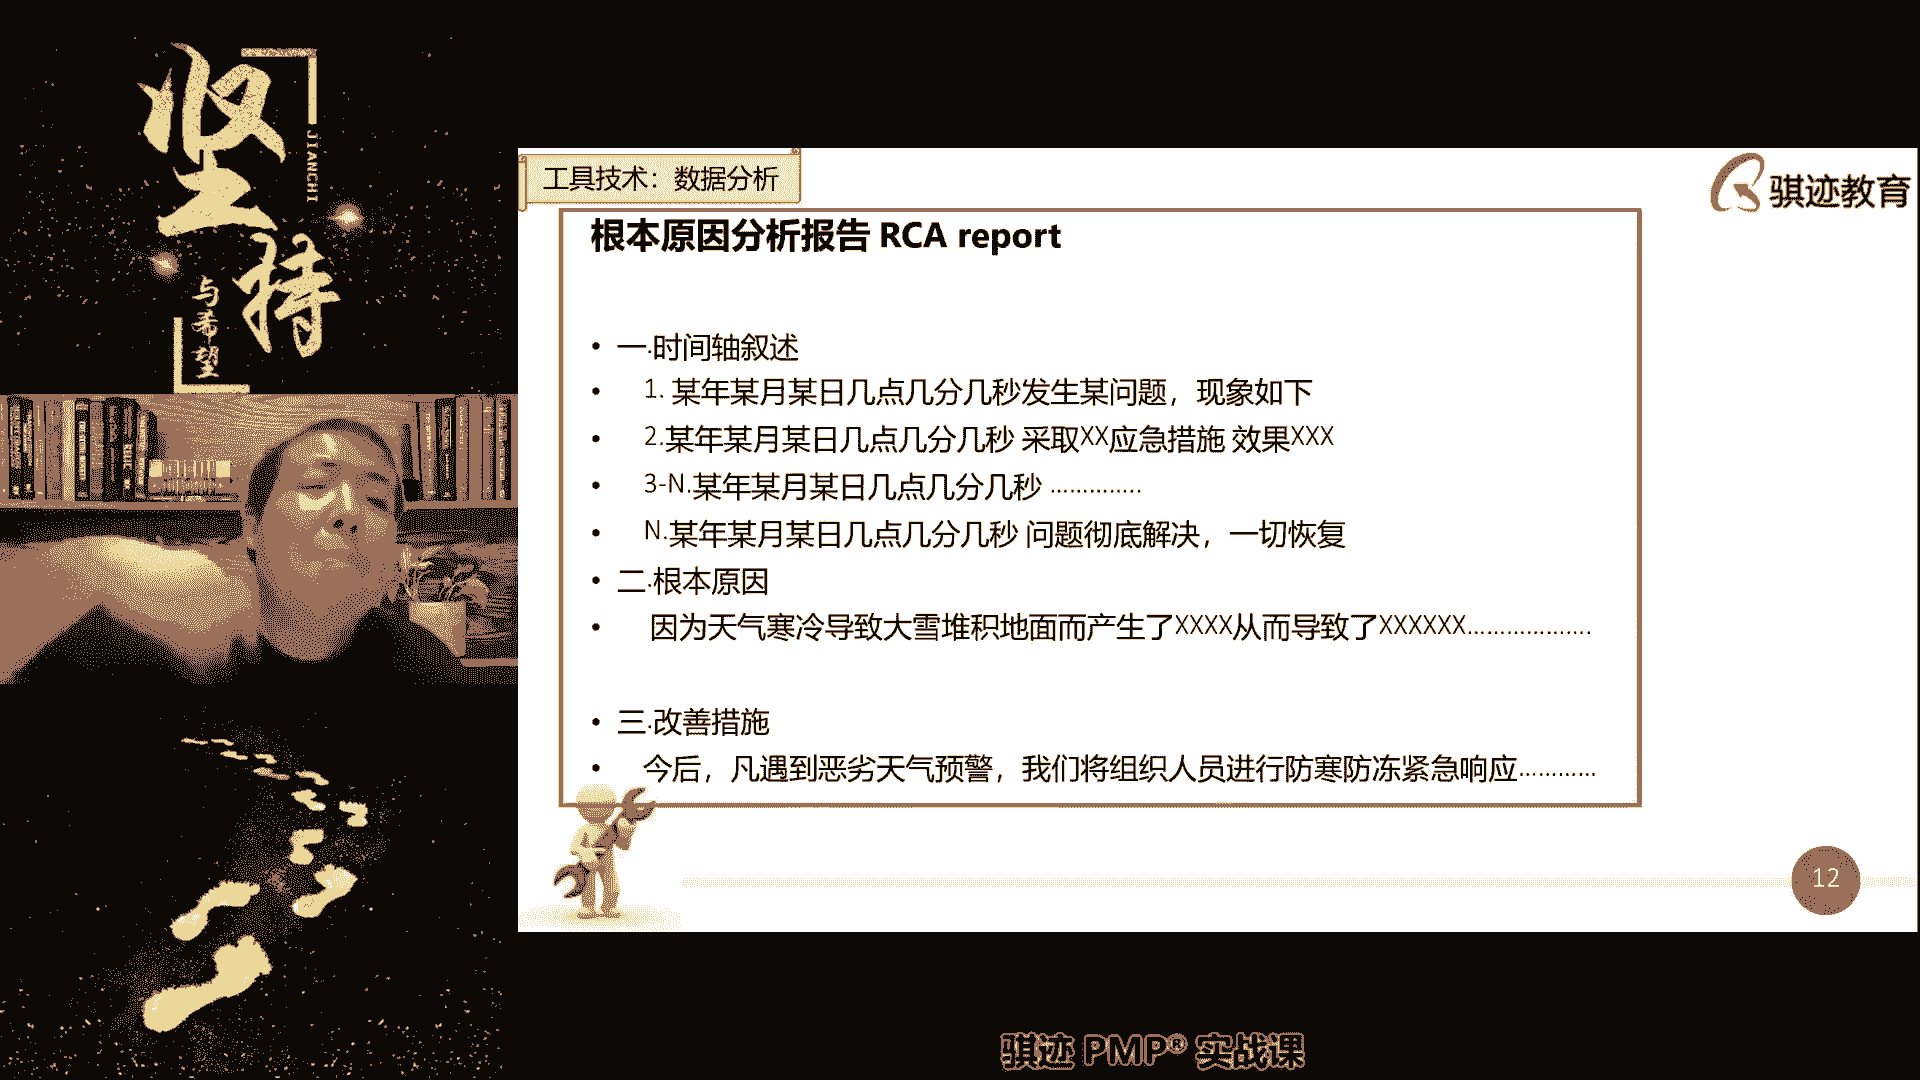 坚持
JIANCHI
与希望
工具技术：数据分析
骐迹教育
根本原因分析报告 RCA report
• 一.时间轴叙述
• 1. 某年某月某日几点几分几秒发生某问题，现象如下
• 2.某年某月某日几点几分几秒 采取XX应急措施 效果XXX
• 3-N.某年某月某日几点几分几秒 …………..
• N.某年某月某日几点几分几秒 问题彻底解决，一切恢复
• 二.根本原因
• 因为天气寒冷导致大雪堆积地面而产生了XXXX从而导致了XXXXXX……………….
• 三.改善措施
• 今后，凡遇到恶劣天气预警，我们将组织人员进行防寒防冻紧急响应…………
12
骐迹 PMP® 实战课